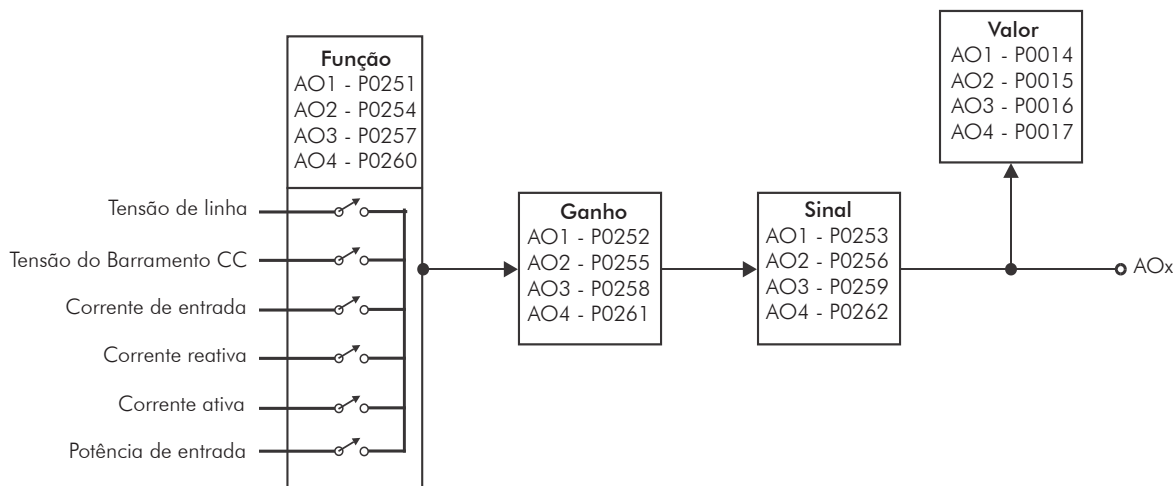 Função
AO1 - P0251
AO2 - P0254
AO3 - P0257
AO4 - P0260
Tensão de linha
Tensão do Barramento CC
Corrente de entrada
Corrente reativa
Corrente ativa
Potência de entrada
Ganho
AO1 - P0252
AO2 - P0255
AO3 - P0258
AO4 - P0261
Sinal
AO1 - P0253
AO2 - P0256
AO3 - P0259
AO4 - P0262
Valor
AO1 - P0014
AO2 - P0015
AO3 - P0016
AO4 - P0017
AOx